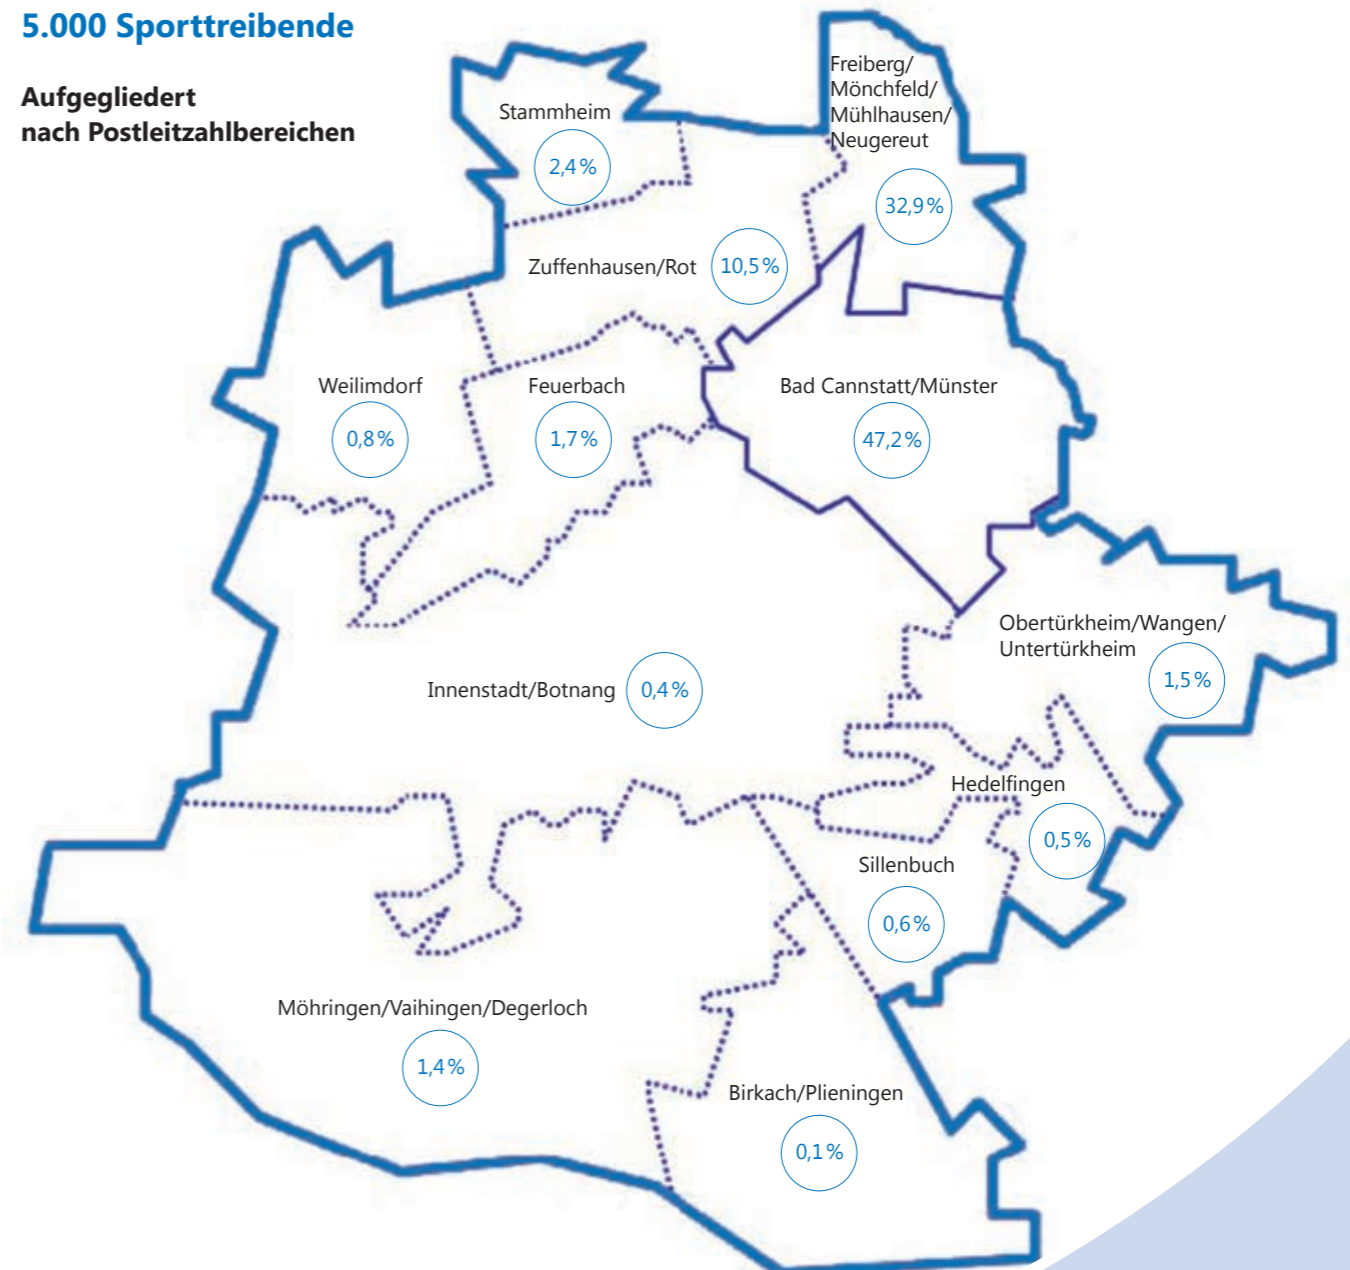 5.000 Sporttreibende
Aufgegliedert
nach Postleitzahlbereichen
Freiberg/
Mönchfeld/
Mühlhausen/
Neugereut
32,9 %
Stammheim
2,4 %
Zuffenhausen/Rot
10,5 %
Weilimdorf
0,8 %
Feuerbach
1,7 %
Bad Cannstatt/Münster
47,2 %
Obertürkheim/Wangen/
Untertürkheim
1,5 %
Innenstadt/Botnang
0,4 %
Hedelfingen
0,5 %
Sillenbuch
0,6 %
Möhringen/Vaihingen/Degerloch
1,4 %
Birkach/Plieningen
0,1 %